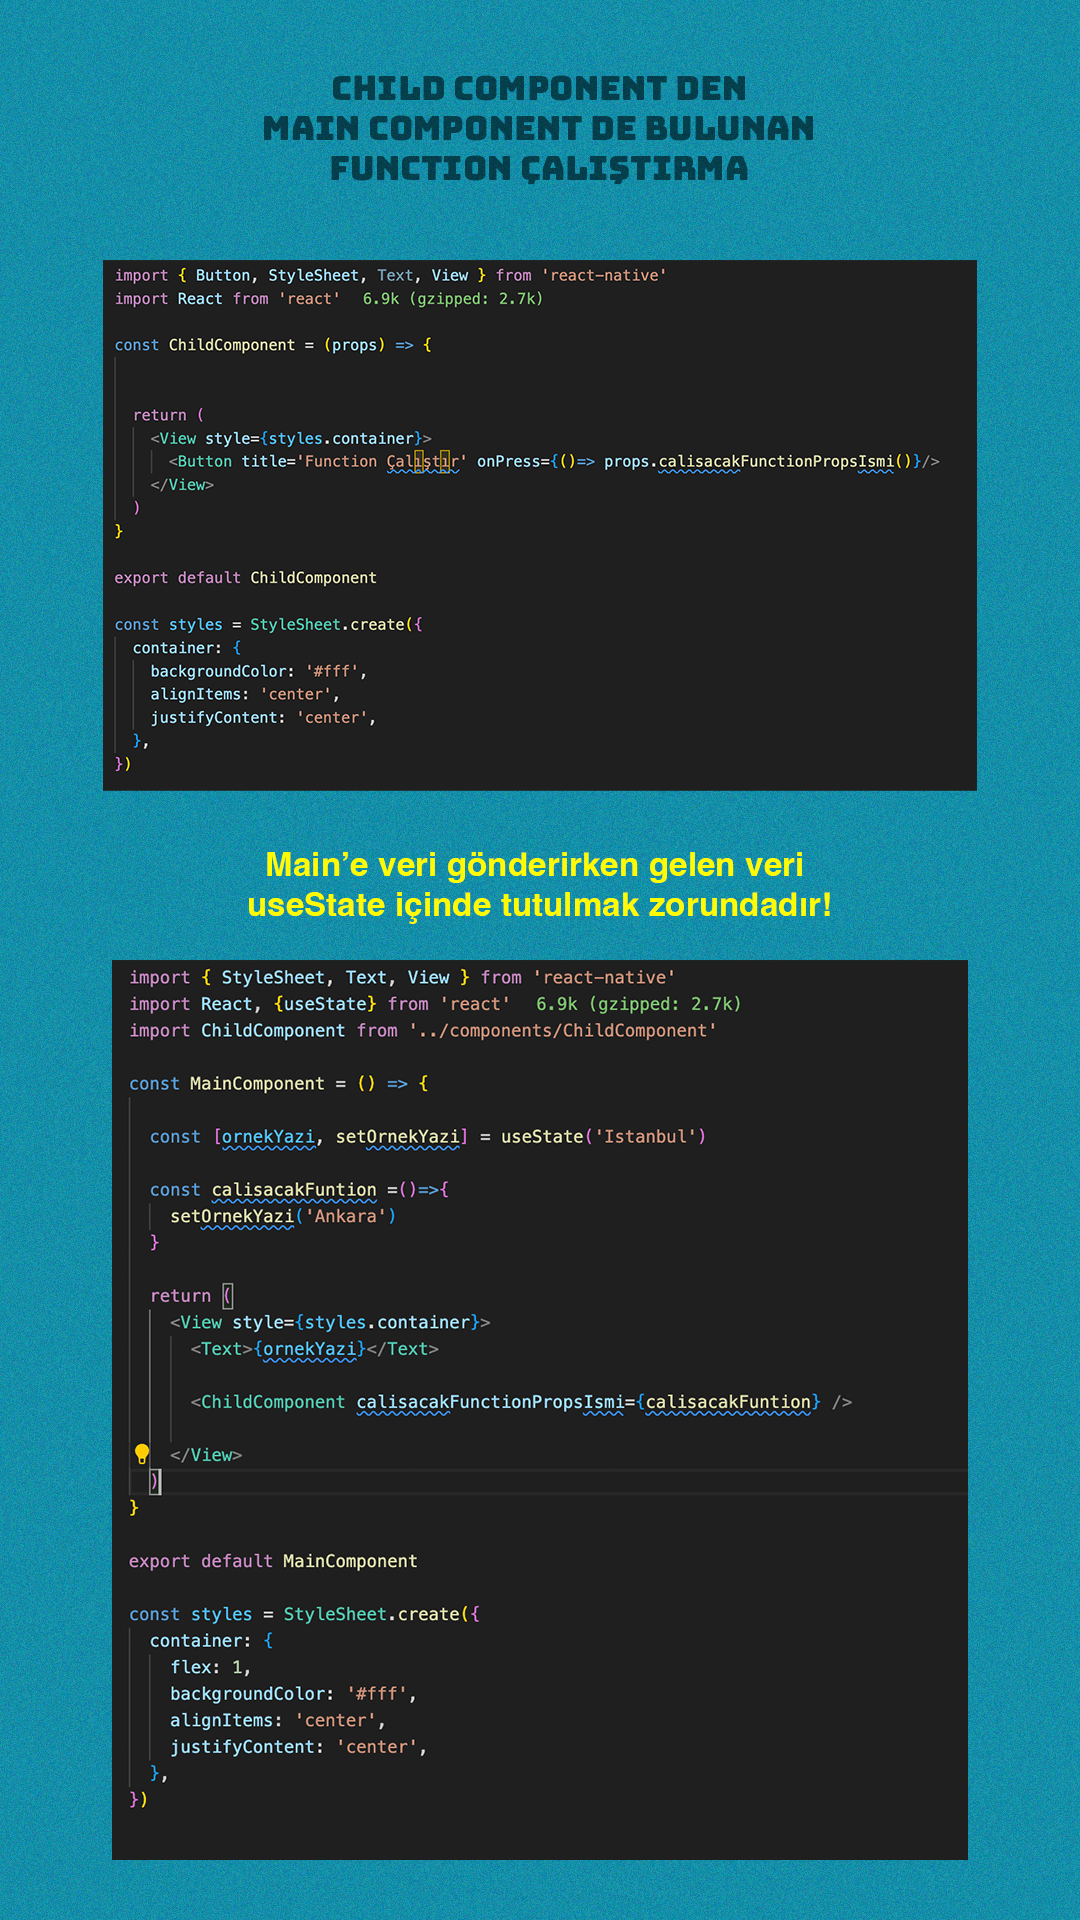 CHILD COMPONENT DEN
MAIN COMPONENT DE BULUNAN
FUNCTION ÇALIŞTIRMA
import { Button, StyleSheet, Text, View } from 'react-native'
import React from 'react'  6.9k (gzipped: 2.7k)
const ChildComponent = (props) => {
return (
<View style={styles.container}>
<Button title='Function Çalıştır' onPress={()=> props.calisacakFunctionPropsIsmi()}/>
</View>
)
}
export default ChildComponent
const styles = StyleSheet.create({
container: {
backgroundColor: '#fff',
alignItems: 'center',
justifyContent: 'center',
},
})
Main’e veri gönderirken gelen veri
useState içinde tutulmak zorundadır!
import { StyleSheet, Text, View } from 'react-native'
import React, {useState} from 'react'  6.9k (gzipped: 2.7k)
import ChildComponent from '../components/ChildComponent'
const MainComponent = () => {
const [ornekYazi, setOrnekYazi] = useState('Istanbul')
const calisacakFuntion =()=>{
setOrnekYazi('Ankara')
}
return (
<View style={styles.container}>
<Text>{ornekYazi}</Text>
<ChildComponent calisacakFunctionPropsIsmi={calisacakFuntion} />
</View>
)
}
export default MainComponent
const styles = StyleSheet.create({
container: {
flex: 1,
backgroundColor: '#fff',
alignItems: 'center',
justifyContent: 'center',
},
})